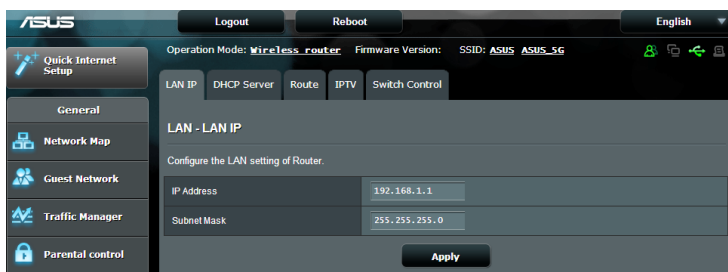 ASUS Logout Reboot English
Quick Internet Setup
Operation Mode: Wireless router Firmware Version: SSID: ASUS ASUS_5G
LAN IP DHCP Server Route IPTV Switch Control
General
Network Map
Guest Network
Traffic Manager
Parental control
LAN - LAN IP
Configure the LAN setting of Router.
IP Address 192.168.1.1
Subnet Mask 255.255.255.0
Apply